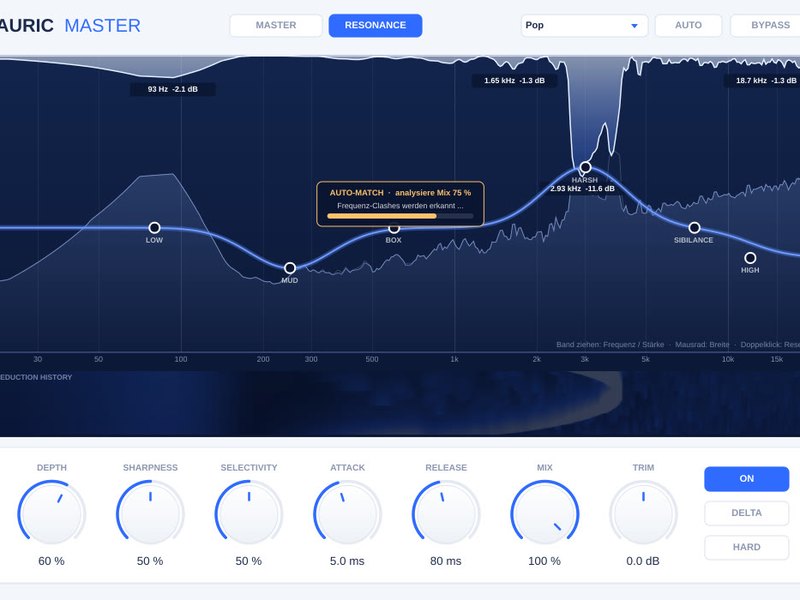 AURIC MASTER
MASTER
RESONANCE
Pop
AUTO
BYPASS
93 Hz -2.1 dB
1.65 kHz -1.3 dB
18.7 kHz -1.3 dB
AUTO-MATCH · analysiere Mix 75 %
Frequenz-Clashes werden erkannt ...
HARSH
2.93 kHz -11.6 dB
LOW
BOX
SIBILANCE
MUD
HIGH
Band ziehen: Frequenz / Stärke · Mausrad: Breite · Doppelklick: Rese
30 50 100 200 300 500 1k 2k 3k 5k 10k 15k
EDUCTION HISTORY
DEPTH SHARPNESS SELECTIVITY ATTACK RELEASE MIX TRIM
ON
DELTA
HARD
60 % 50 % 50 % 5.0 ms 80 ms 100 % 0.0 dB